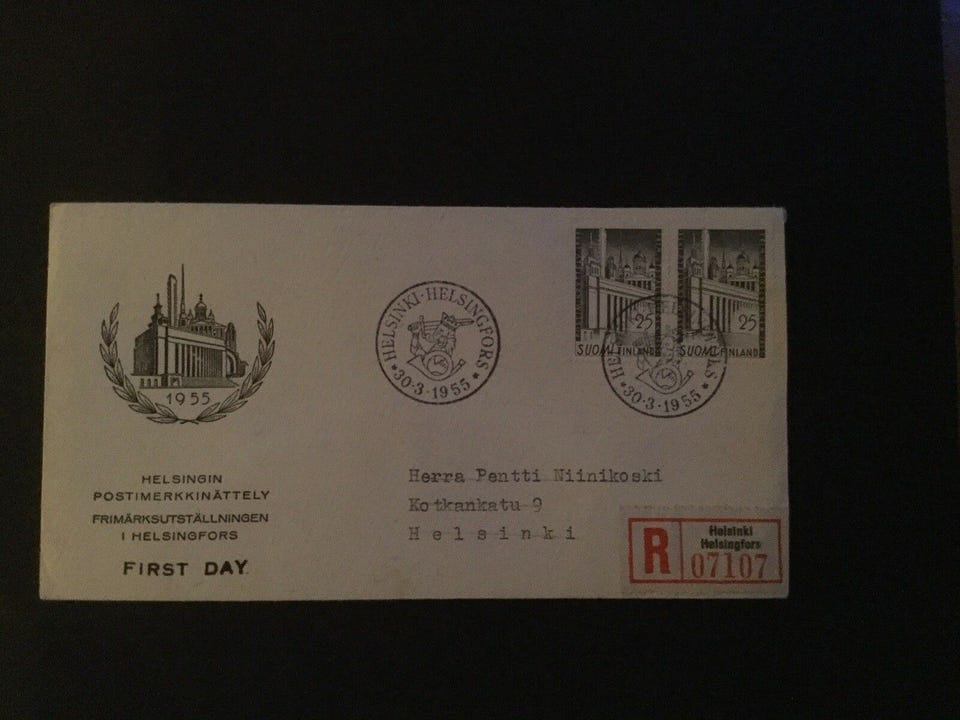 1955
HELSINGIN
POSTIMERKKINÄTTELY
FRIMÄRKSUTSTÄLLNINGEN
I HELSINGFORS
FIRST DAY.
HELSINKI·HELSINGFORS
30·3·1955
25
SUOMI FINLAND
25
SUOMI FINLAND
30·3·1955
Herra Pentti Niinikoski
Kotkankatu 9
Helsinki
R
Helsinki
Helsingfors
07107